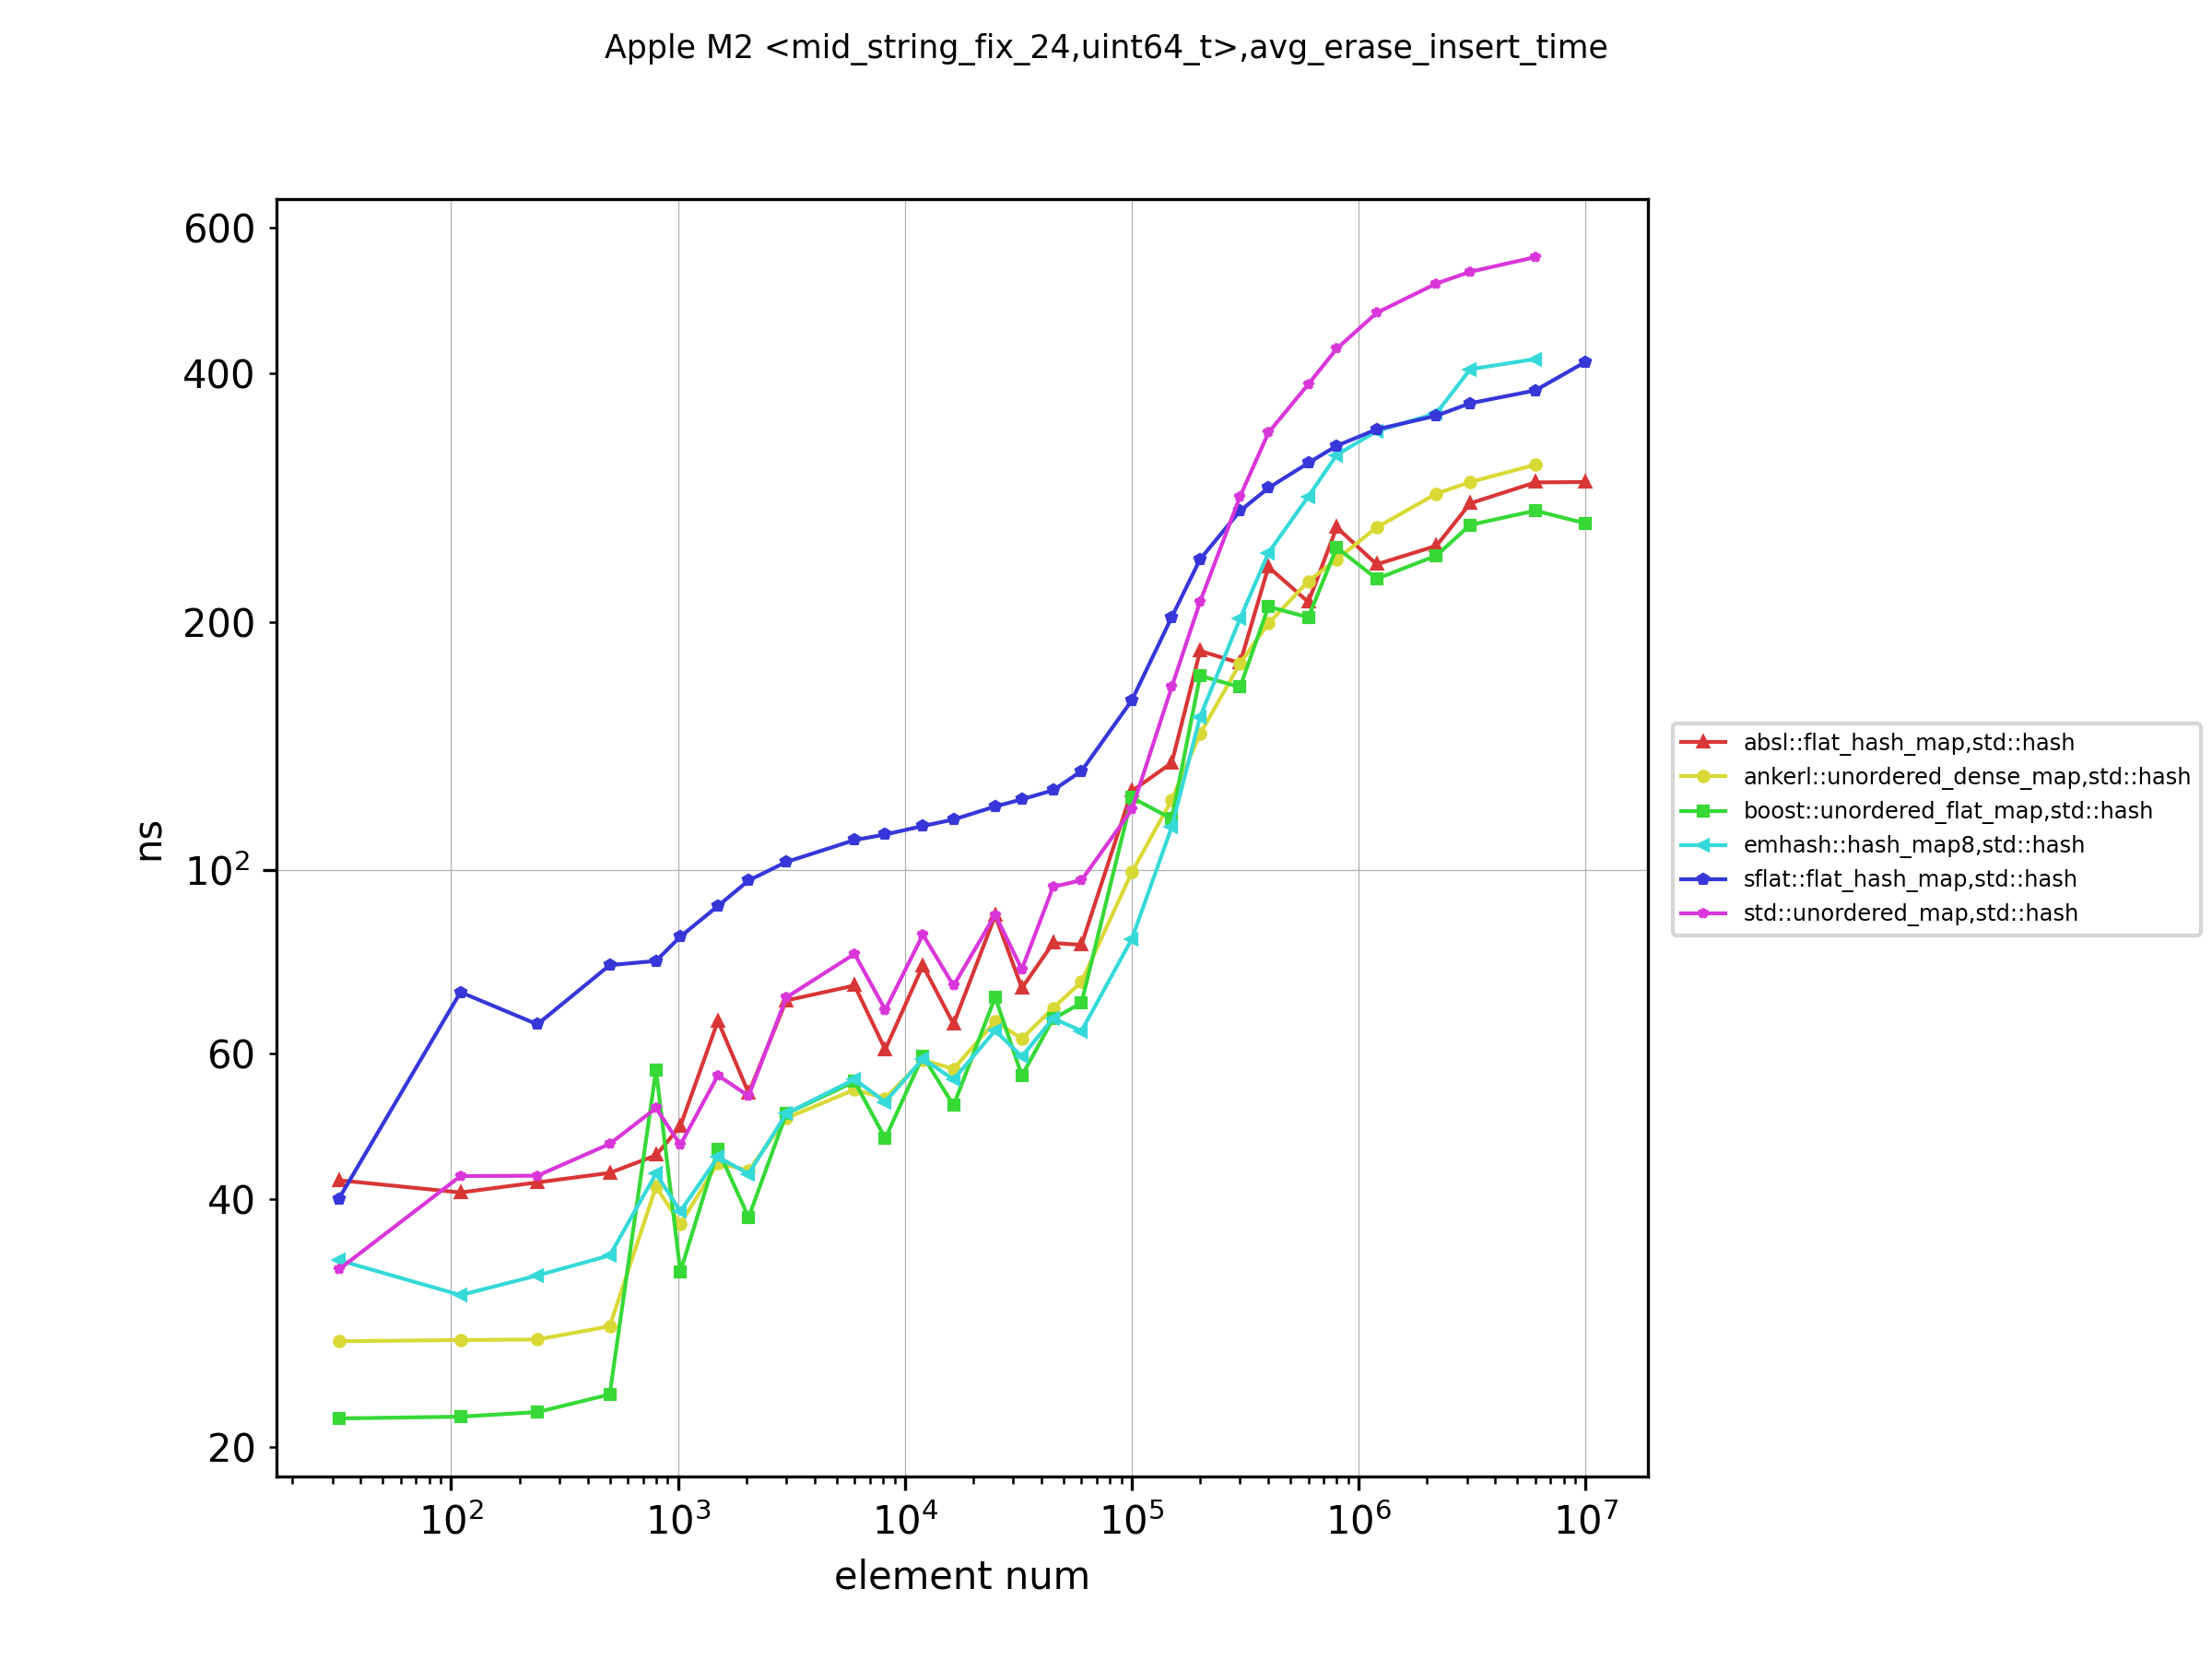 Apple M2 <mid_string_fix_24,uint64_t>,avg_erase_insert_time
600
400
200
10²
60
40
20
ns
10² 10³ 10⁴ 10⁵ 10⁶ 10⁷
element num
absl::flat_hash_map,std::hash
ankerl::unordered_dense_map,std::hash
boost::unordered_flat_map,std::hash
emhash::hash_map8,std::hash
sflat::flat_hash_map,std::hash
std::unordered_map,std::hash